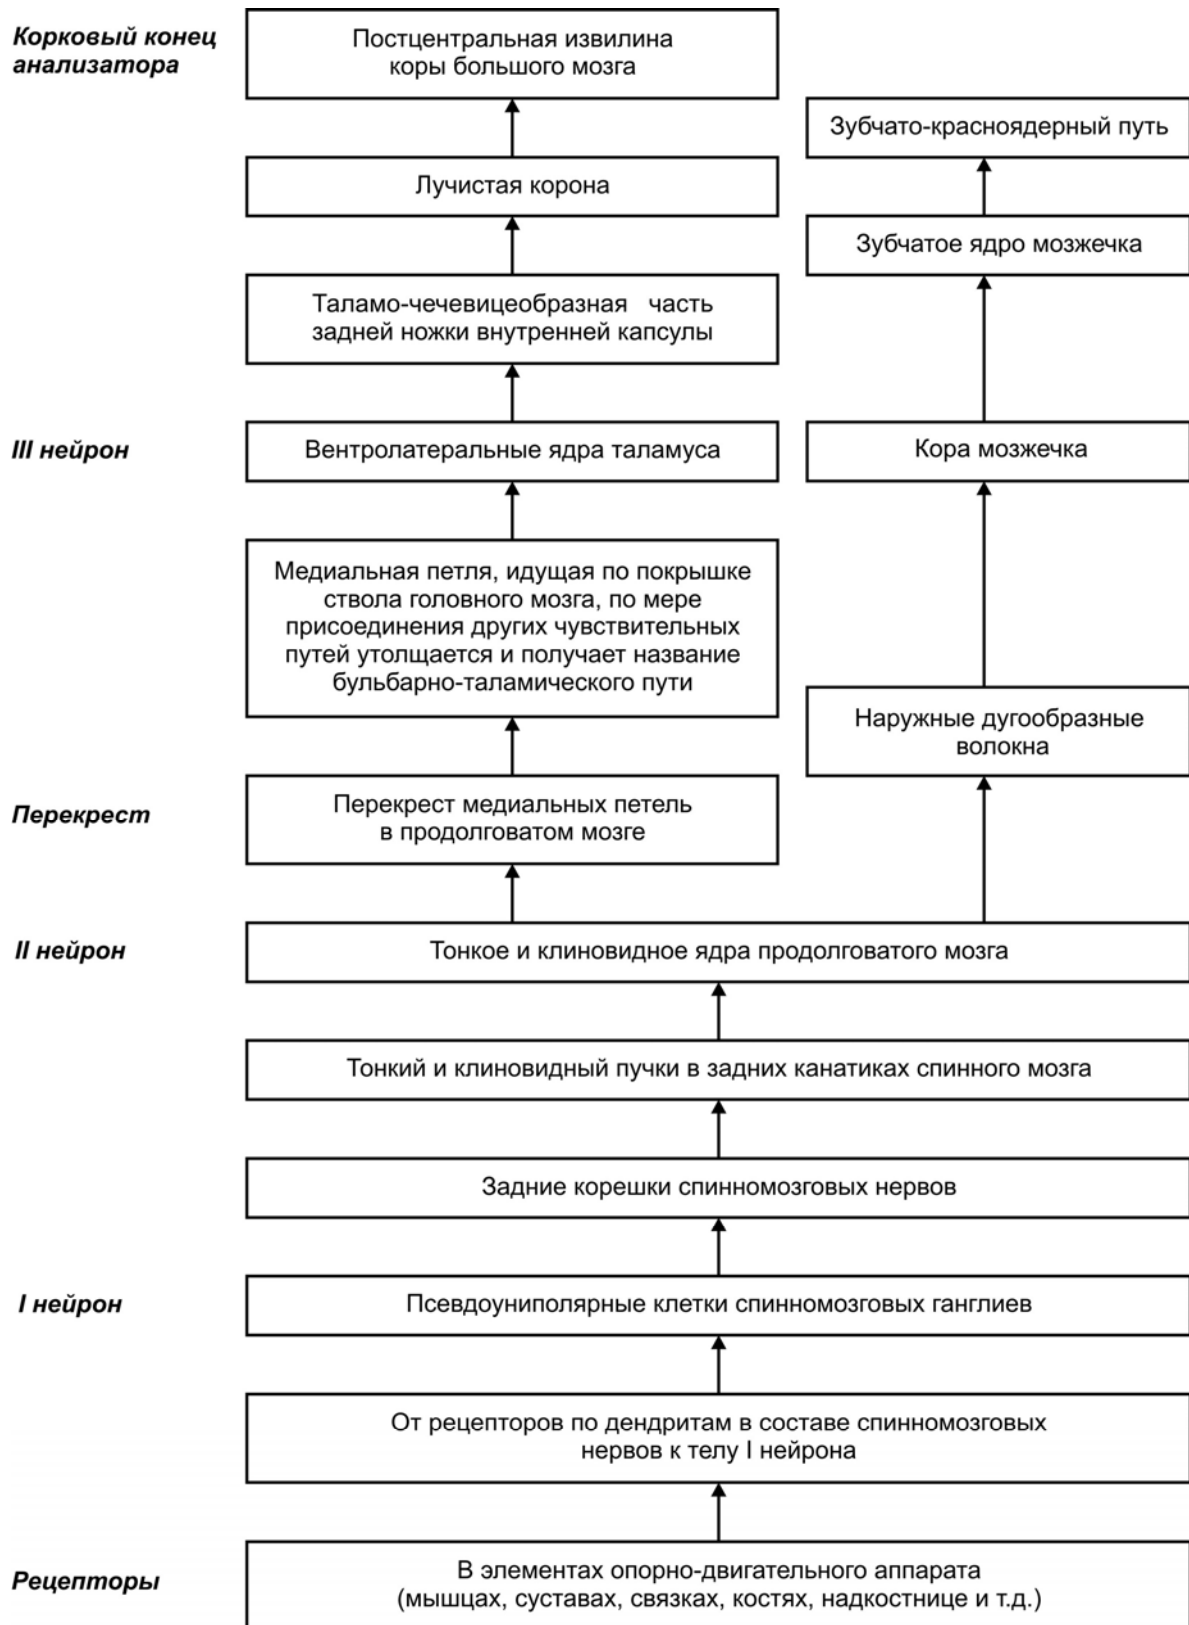 Корковый конец
анализатора
Постцентральная извилина
коры большого мозга
Зубчато-красноядерный путь
Лучистая корона
Зубчатое ядро мозжечка
Таламо-чечевицеобразная часть
задней ножки внутренней капсулы
III нейрон
Вентролатеральные ядра таламуса
Кора мозжечка
Медиальная петля, идущая по покрышке
ствола головного мозга, по мере
присоединения других чувствительных
путей утолщается и получает название
бульбарно-таламического пути
Наружные дугообразные
волокна
Перекрест
Перекрест медиальных петель
в продолговатом мозге
II нейрон
Тонкое и клиновидное ядра продолговатого мозга
Тонкий и клиновидный пучки в задних канатиках спинного мозга
Задние корешки спинномозговых нервов
I нейрон
Псевдоуниполярные клетки спинномозговых ганглиев
От рецепторов по дендритам в составе спинномозговых
нервов к телу I нейрона
Рецепторы
В элементах опорно-двигательного аппарата
(мышцах, суставах, связках, костях, надкостнице и т.д.)